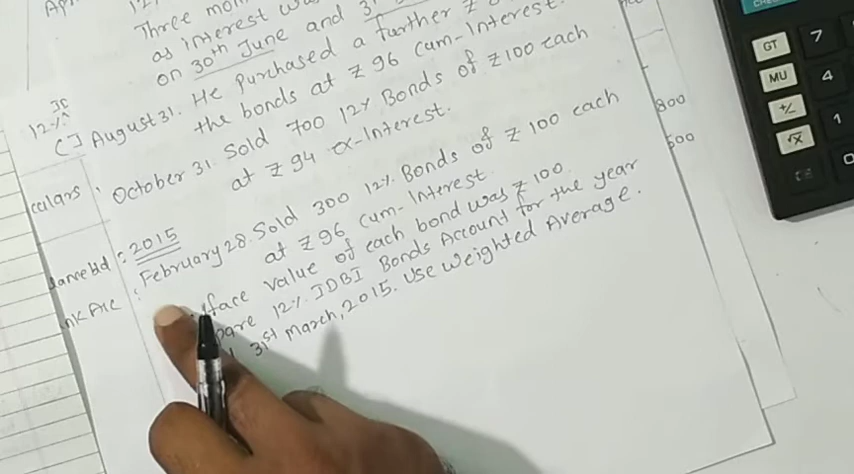 12%
Three
as interest
on 30th June and 31
(C) August 31. He purchased a further ₹
the bonds at ₹96 Cum-Interest.
October 31. Sold 700 12% Bonds of ₹100 each
at ₹94 ex-Interest.
2015
February 28. Sold 300 12% Bonds of ₹100 each
at ₹96 Cum Interest.
face value of each bond was ₹100
12% IDBI Bonds Account for the year
31st March, 2015. Use Weighted Average.
800
500
GT
MU
+/-
√x
7
4
1
0